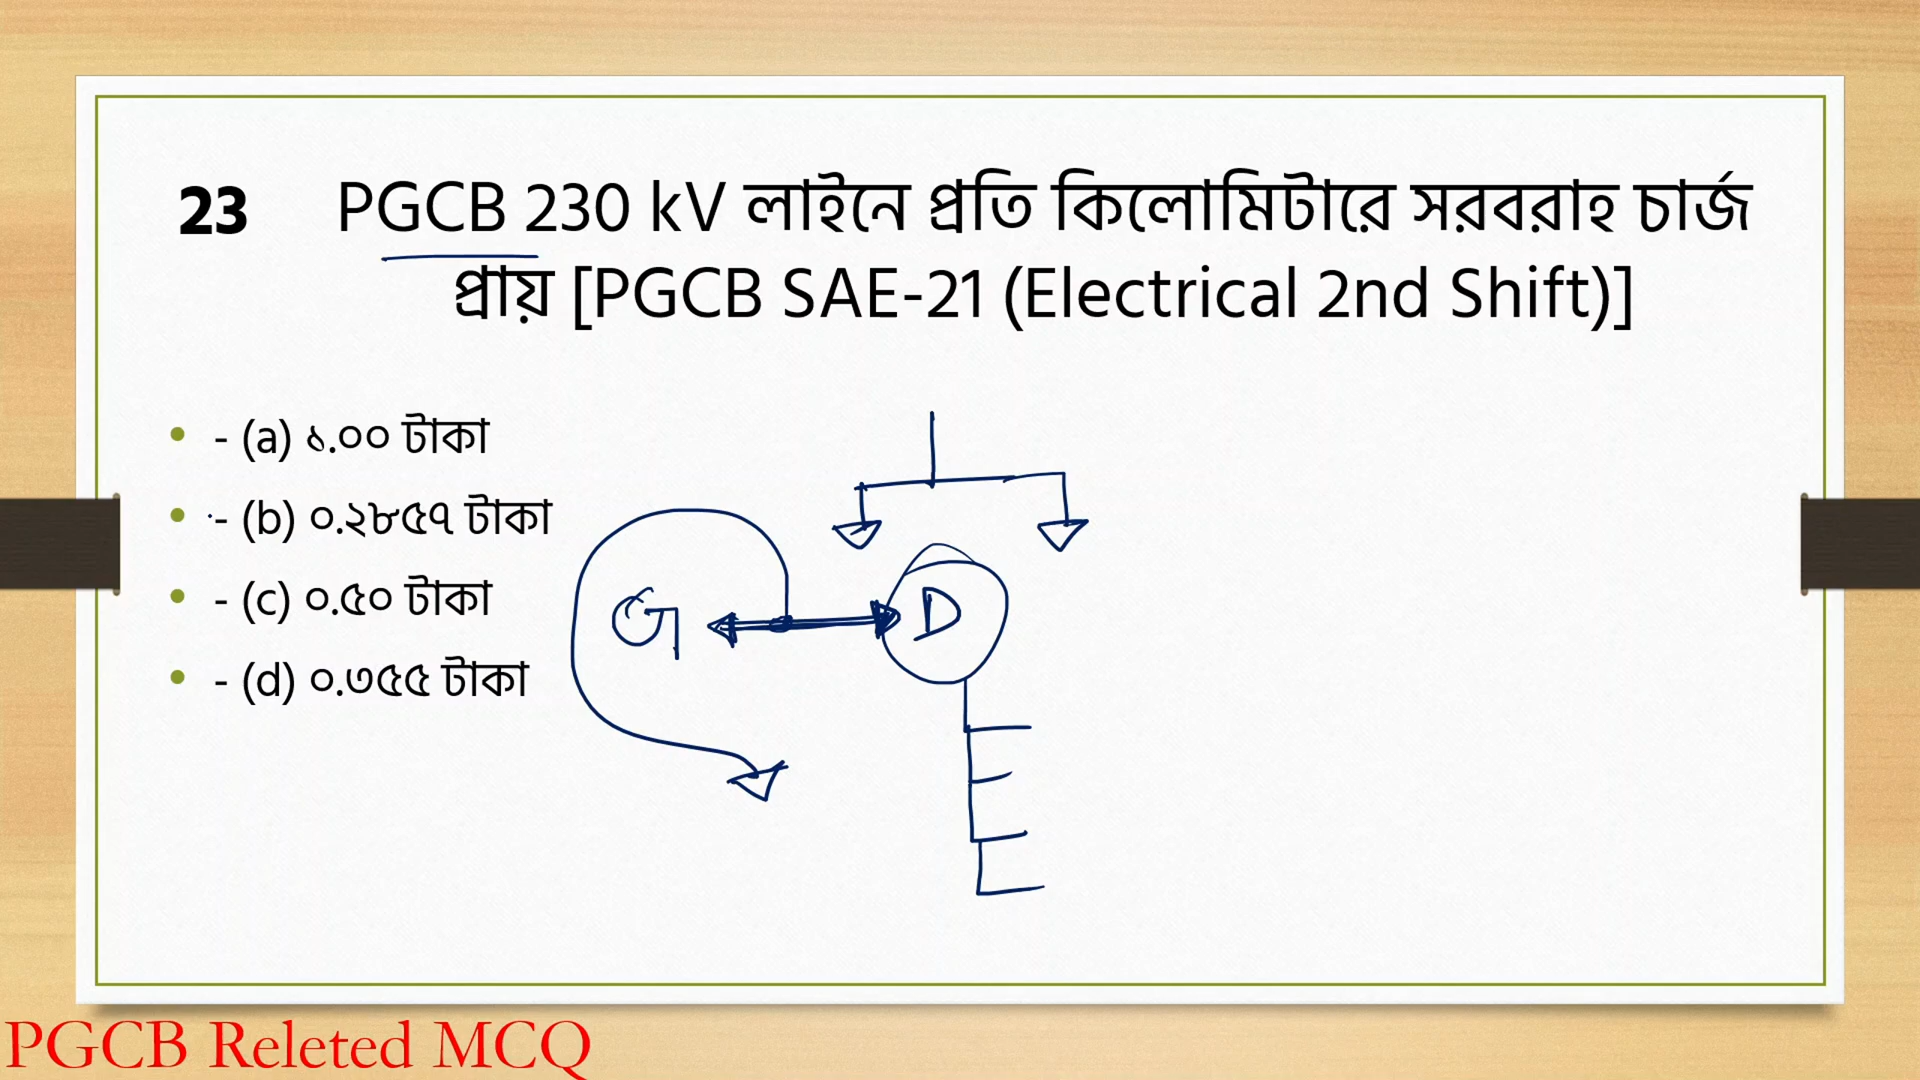 23 PGCB 230 kV লাইনে প্রতি কিলোমিটারে সরবরাহ চার্জ
প্রায় [PGCB SAE-21 (Electrical 2nd Shift)]
- (a) ১.০০ টাকা
- (b) ০.২৮৫৭ টাকা
- (c) ০.৫০ টাকা
- (d) ০.৩৫৫ টাকা
G D
PGCB Releted MCQ